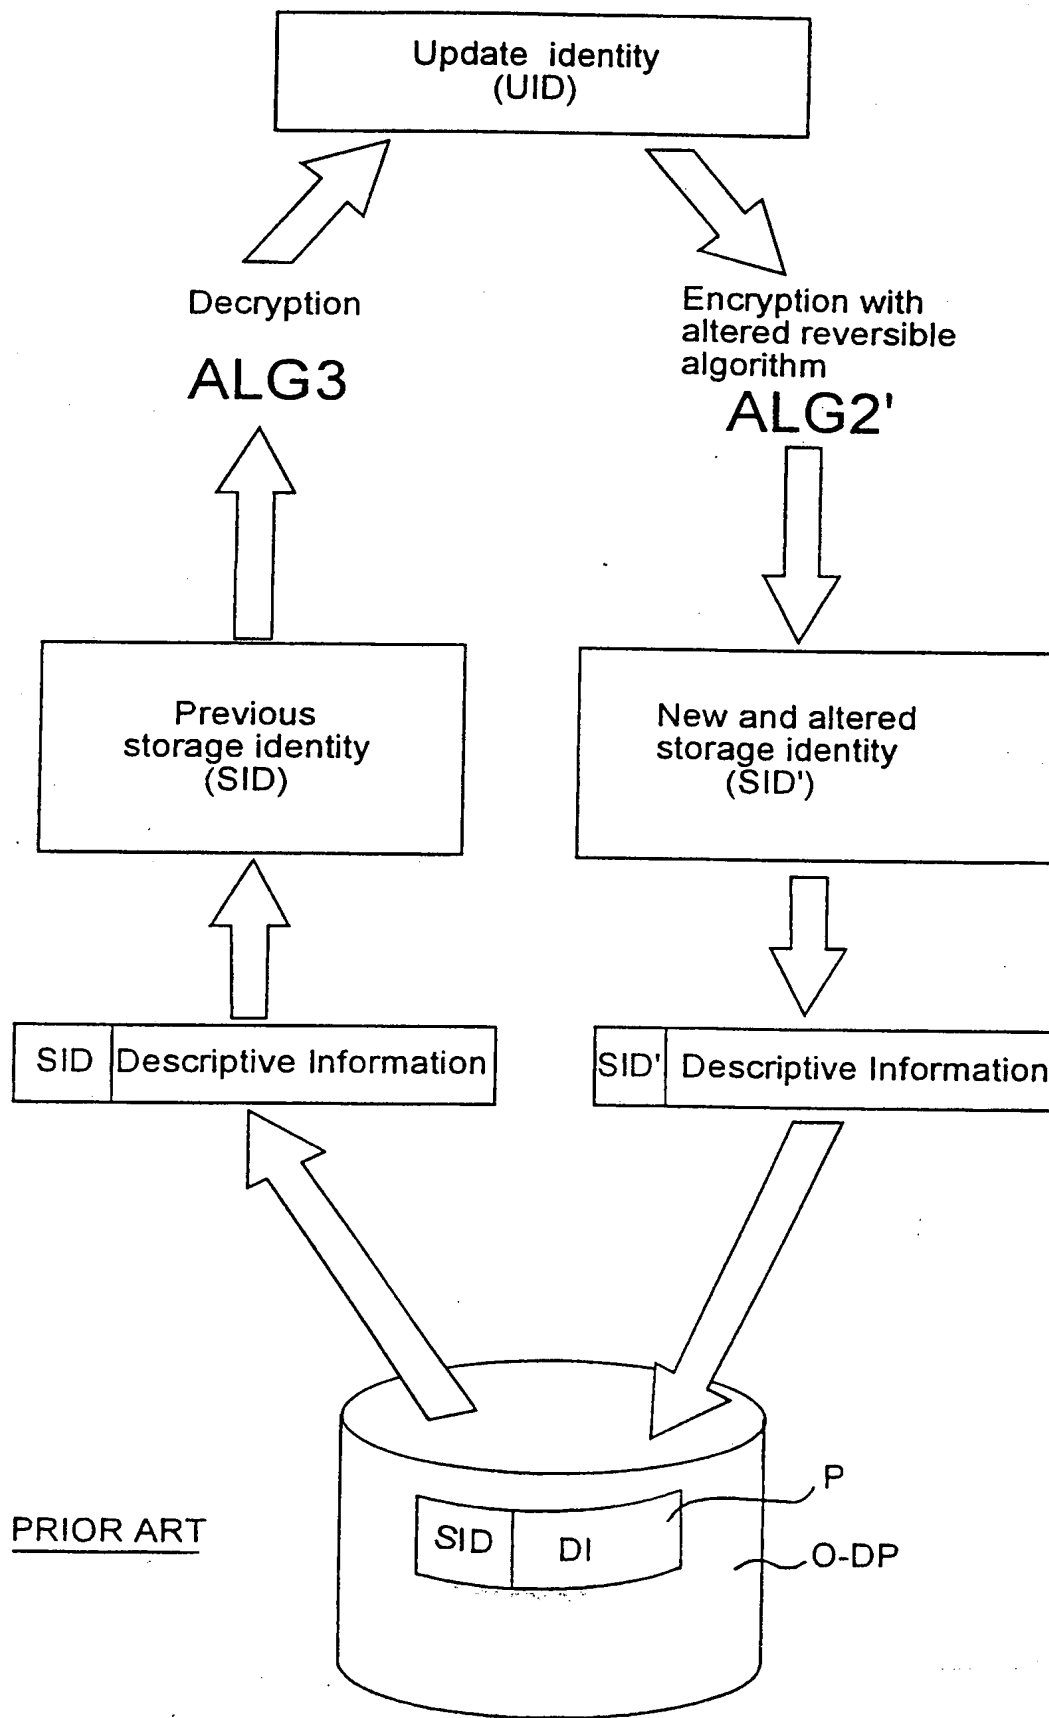 Update identity
(UID)
Decryption
ALG3
Encryption with
altered reversible
algorithm
ALG2'
Previous
storage identity
(SID)
New and altered
storage identity
(SID')
SID Descriptive Information
SID' Descriptive Information
P
SID DI
O-DP
PRIOR ART